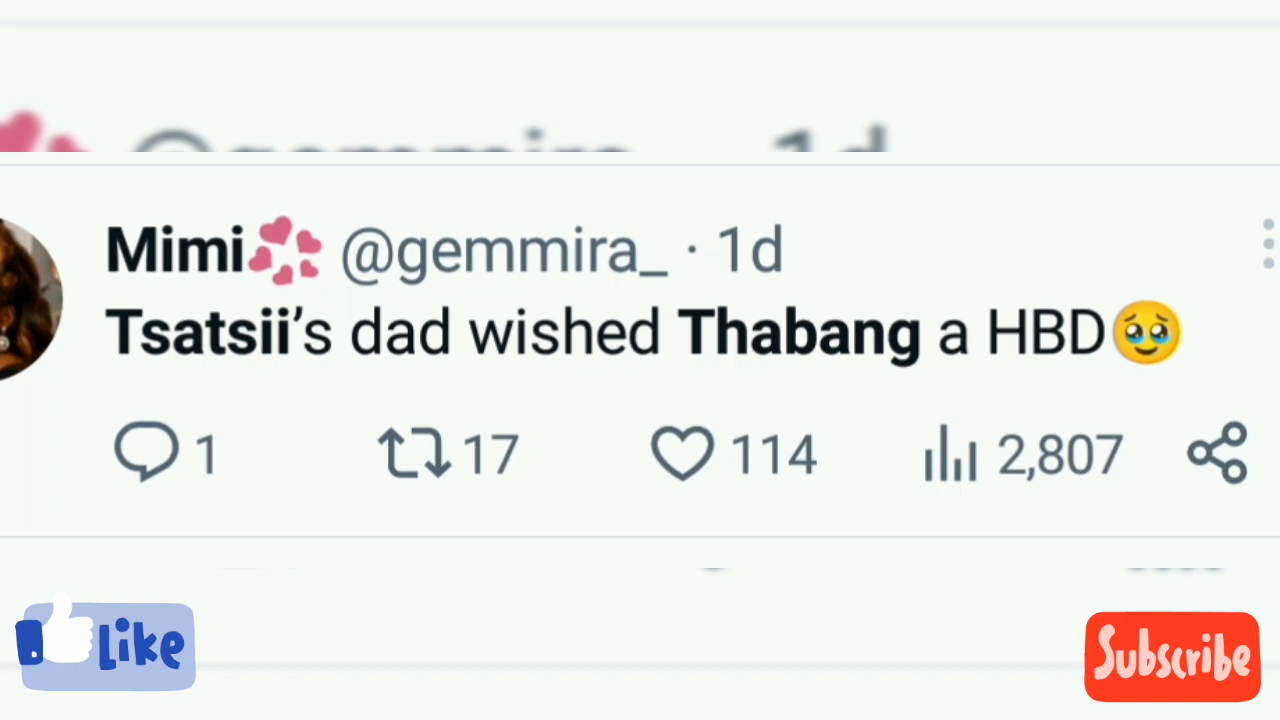 Mimi💞 @gemmira_ · 1d
Tsatsii’s dad wished Thabang a HBD🥹
1 17 114 2,807
Like
Subscribe